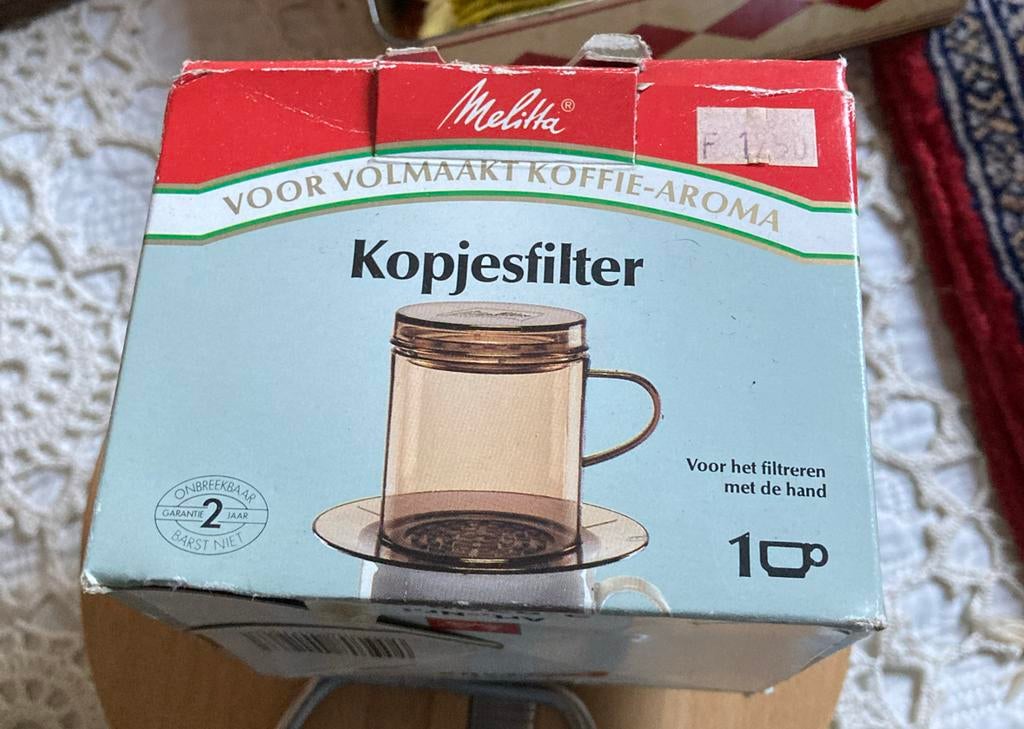 Melitta®
VOOR VOLMAAKT KOFFIE-AROMA
Kopjesfilter
Voor het filtreren
met de hand
1
ONBREEKBAAR
GARANTIE 2 JAAR
BARST NIET